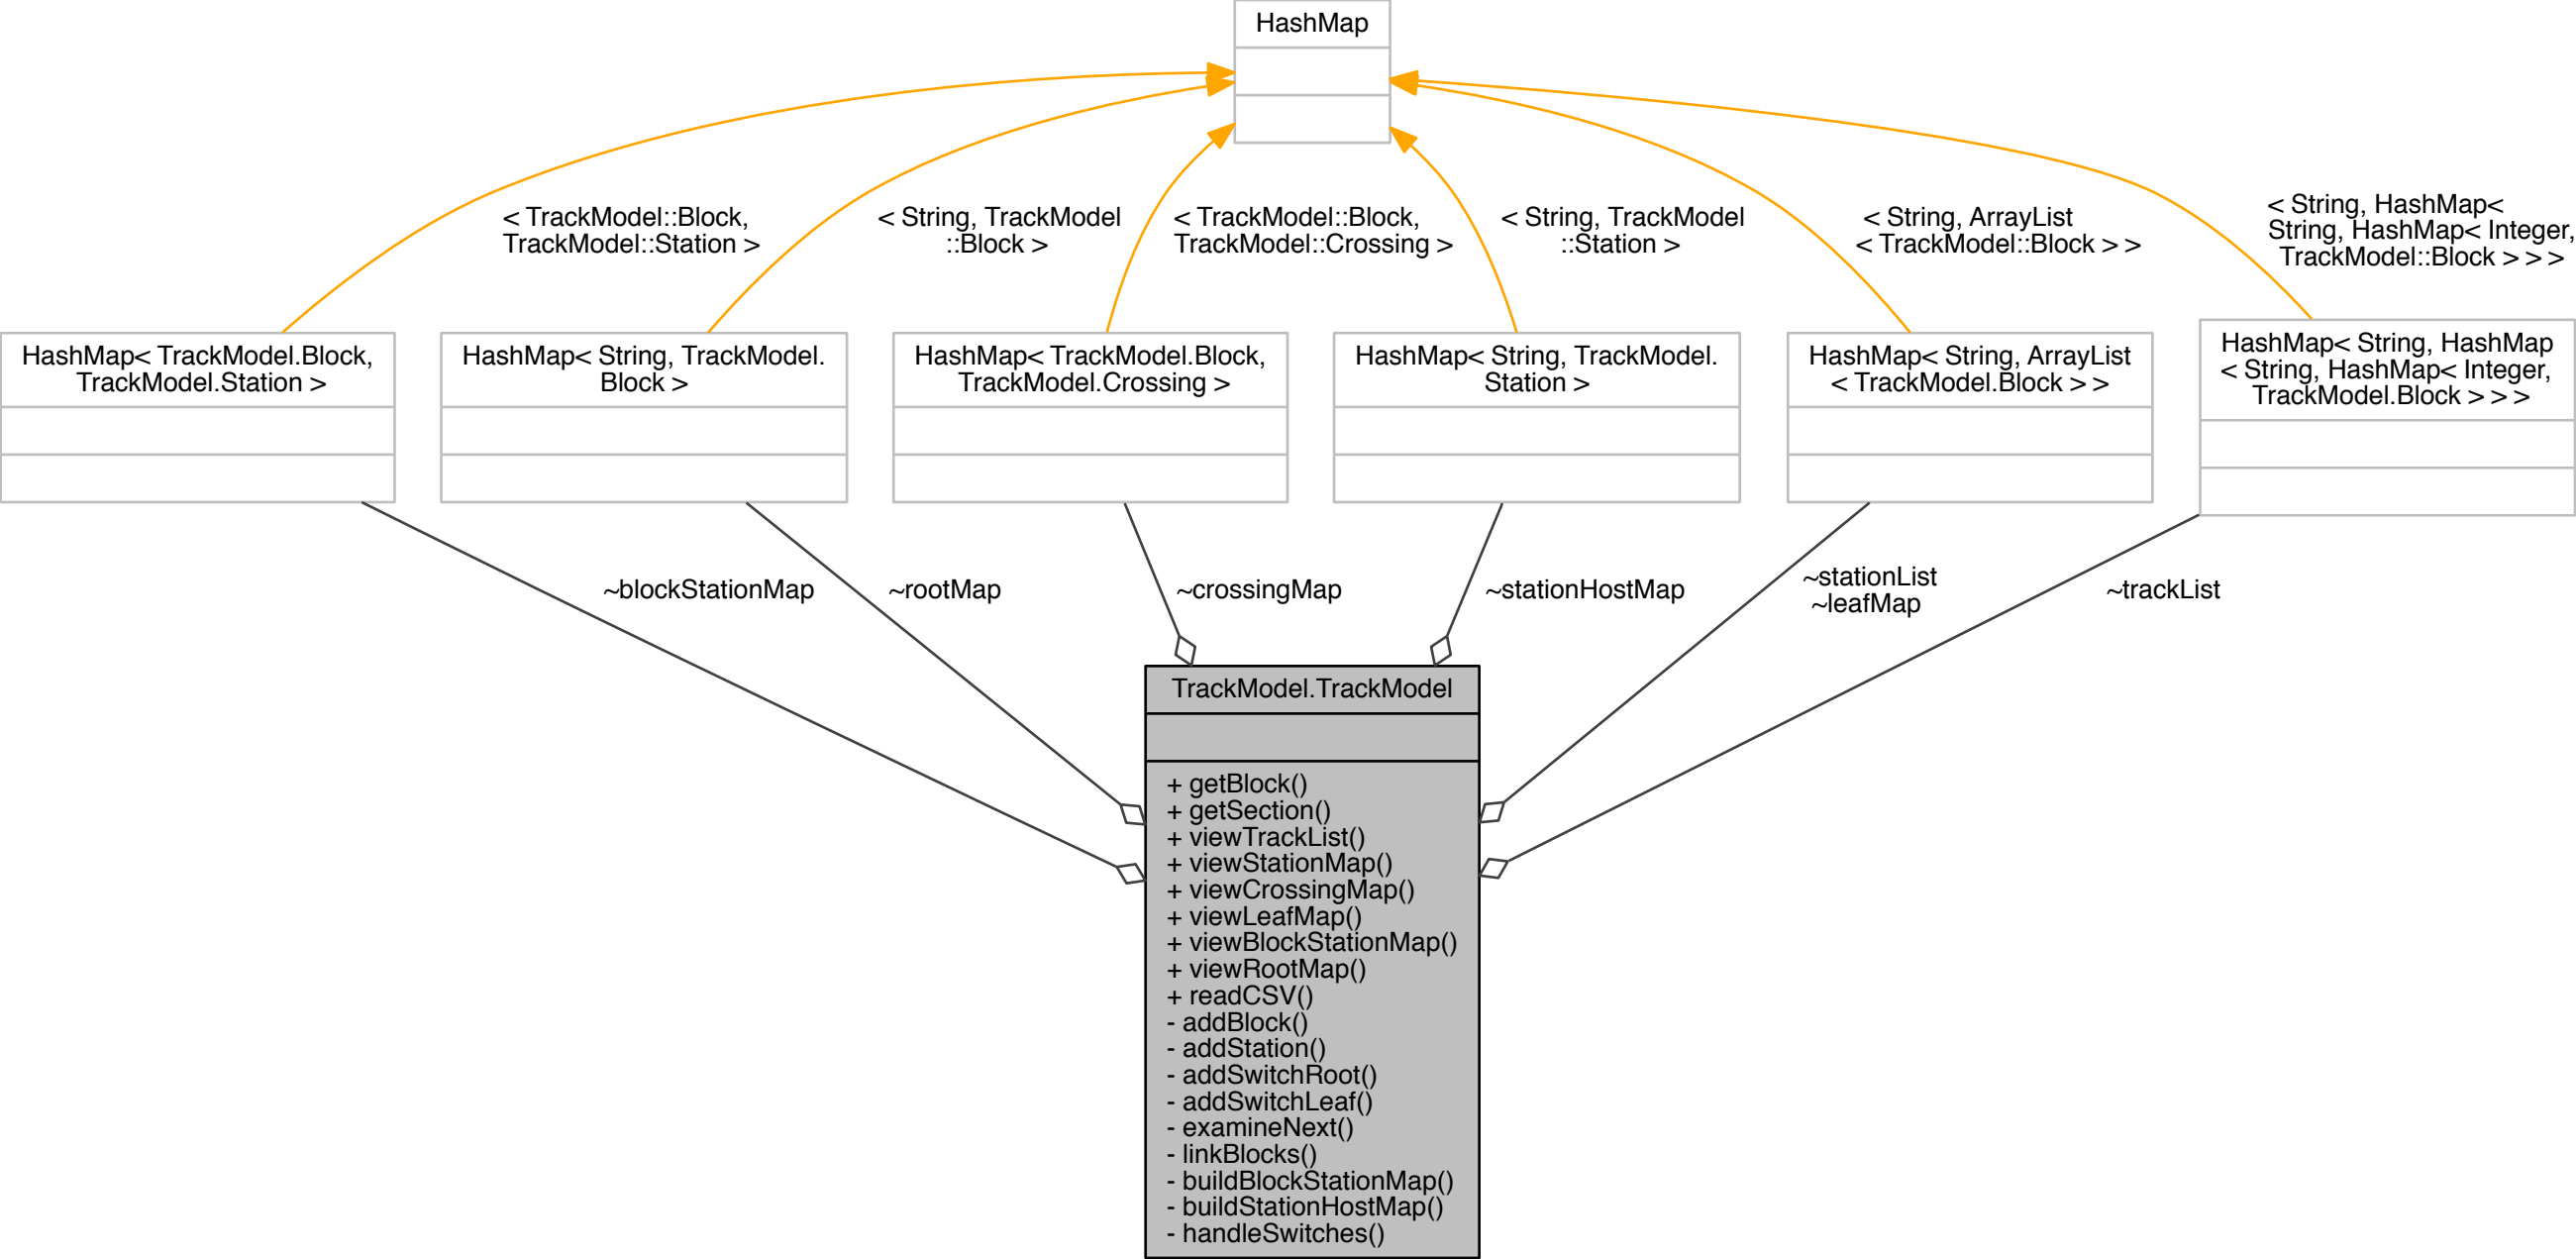 HashMap
< TrackModel::Block,
TrackModel::Station >
< String, TrackModel
::Block >
< TrackModel::Block,
TrackModel::Crossing >
< String, TrackModel
::Station >
< String, ArrayList
< TrackModel::Block > >
< String, HashMap<
String, HashMap< Integer,
TrackModel::Block > > >
HashMap< TrackModel.Block,
TrackModel.Station >
HashMap< String, TrackModel.
Block >
HashMap< TrackModel.Block,
TrackModel.Crossing >
HashMap< String, TrackModel.
Station >
HashMap< String, ArrayList
< TrackModel.Block > >
HashMap< String, HashMap
< String, HashMap< Integer,
TrackModel.Block > > >
~blockStationMap
~rootMap
~crossingMap
~stationHostMap
~stationList
~leafMap
~trackList
TrackModel.TrackModel
+ getBlock()
+ getSection()
+ viewTrackList()
+ viewStationMap()
+ viewCrossingMap()
+ viewLeafMap()
+ viewBlockStationMap()
+ viewRootMap()
+ readCSV()
- addBlock()
- addStation()
- addSwitchRoot()
- addSwitchLeaf()
- examineNext()
- linkBlocks()
- buildBlockStationMap()
- buildStationHostMap()
- handleSwitches()